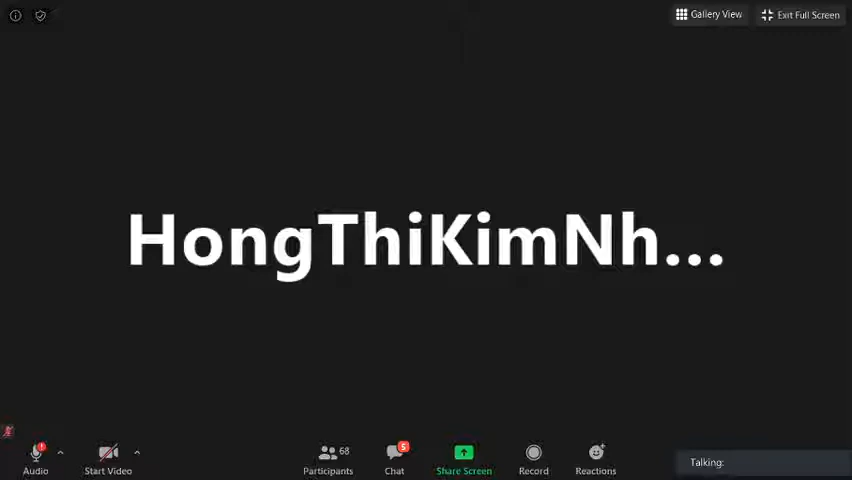 Gallery View
Exit Full Screen
HongThiKimNh...
68
5
Audio
Start Video
Participants
Chat
Share Screen
Record
Reactions
Talking: